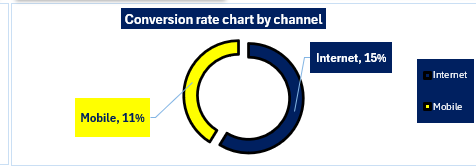 Conversion rate chart by channel
Internet, 15%
Mobile, 11%
Internet
Mobile